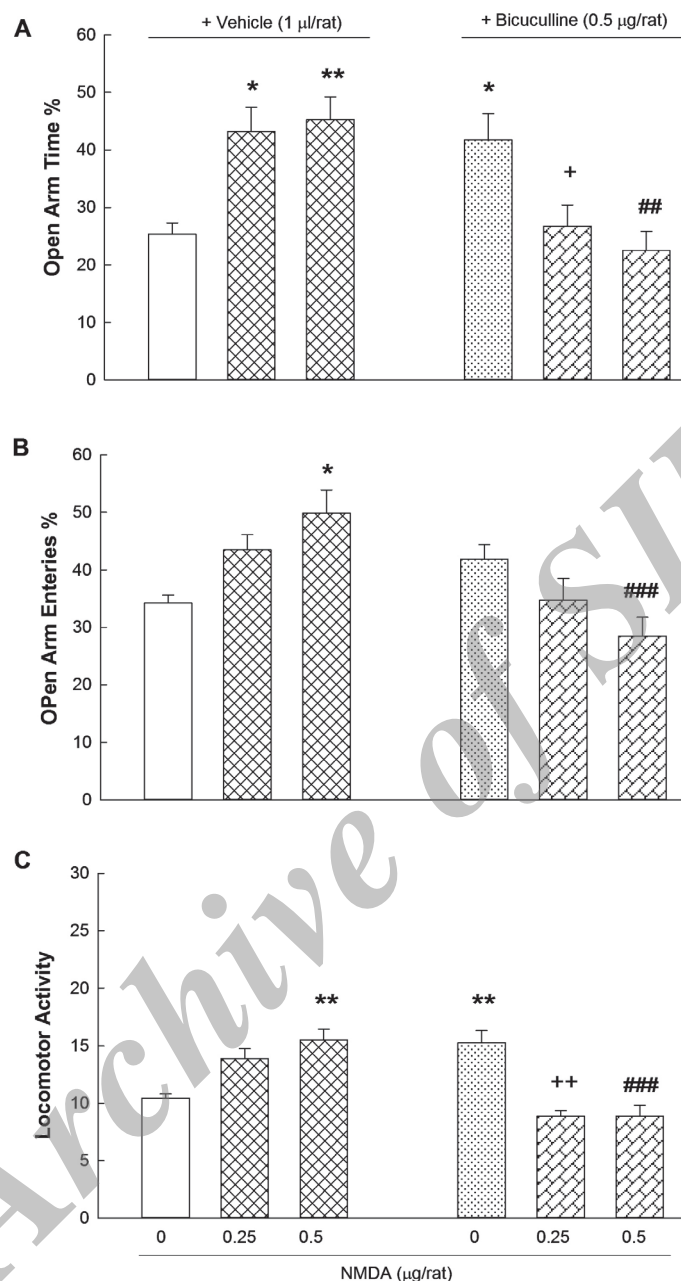 A
+ Vehicle (1 µl/rat)
+ Bicuculline (0.5 µg/rat)
Open Arm Time %
60
50
40
30
20
10
0
*
**
*
+
##
B
OPen Arm Enteries %
60
50
40
30
20
10
0
*
###
C
Locomotor Activity
30
25
20
15
10
5
0
**
**
++
###
0 0.25 0.5 0 0.25 0.5
NMDA (µg/rat)
Archive of SI